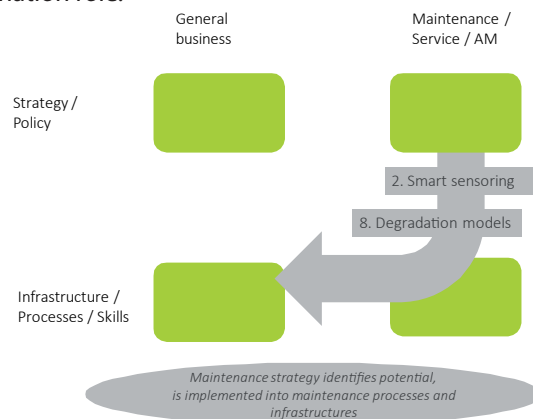 General
business
Maintenance /
Service / AM
Strategy /
Policy
2. Smart sensoring
8. Degradation models
Infrastructure /
Processes / Skills
Maintenance strategy identifies potential,
is implemented into maintenance processes and
infrastructures